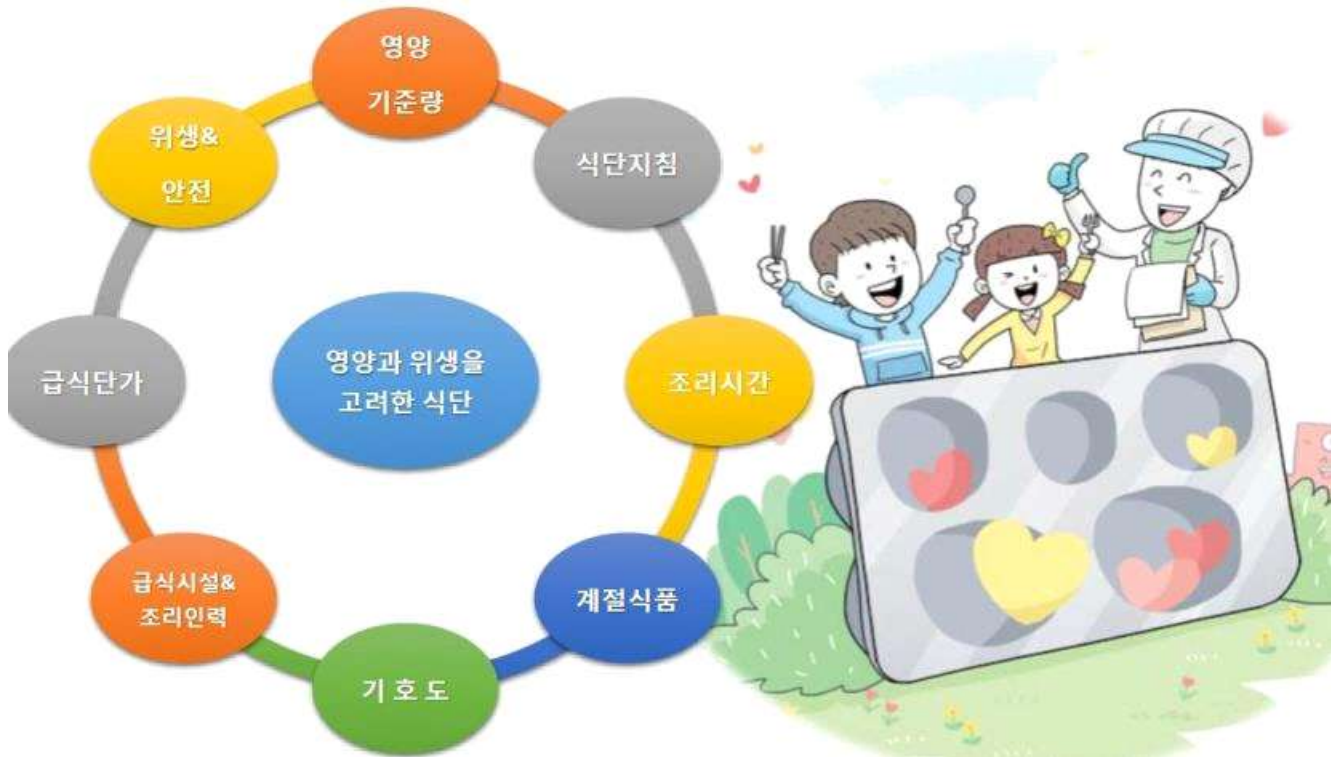 영양
기준량
위생&
안전
식단지침
급식단가
영양과 위생을
고려한 식단
조리시간
급식시설&
조리인력
계절식품
기 호 도